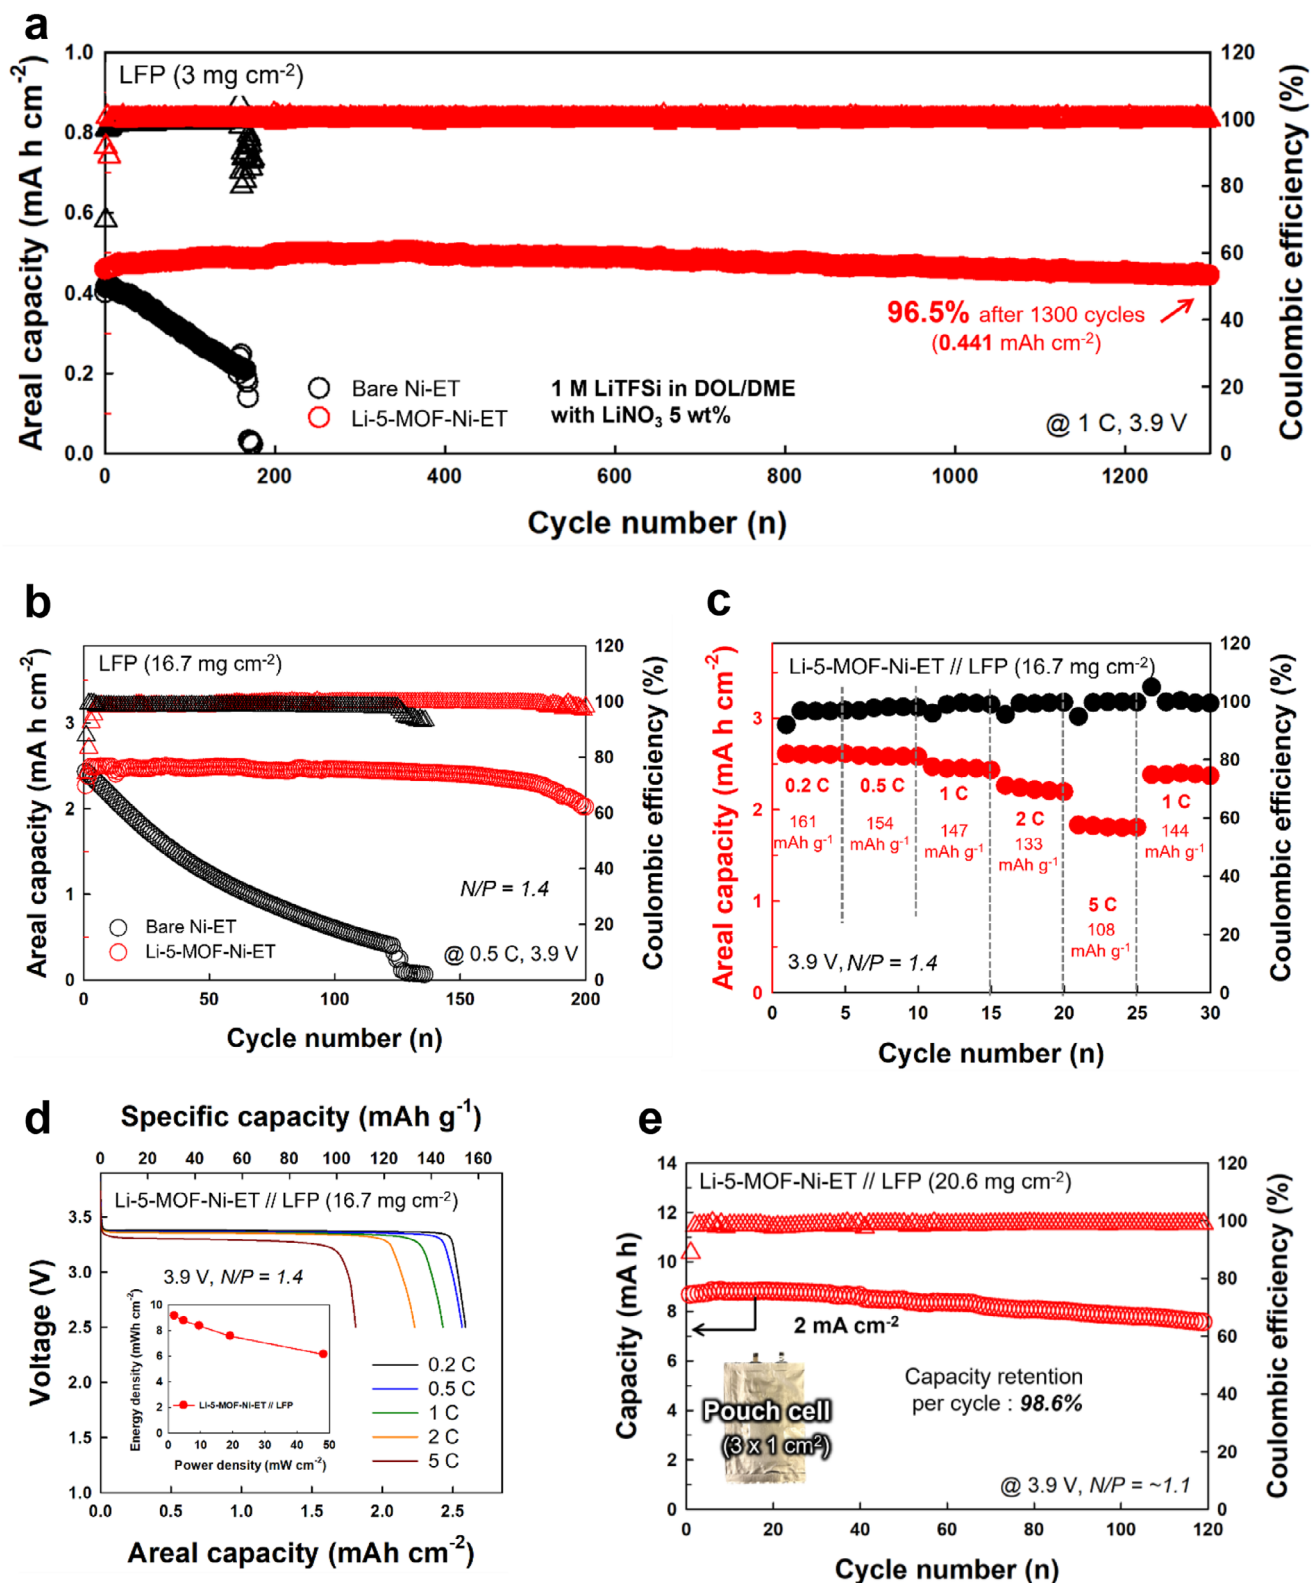 a
LFP (3 mg cm-2)
Areal capacity (mA h cm-2)
1.0
0.8
0.6
0.4
0.2
0.0
120
100
80
60
40
20
0
Coulombic efficiency (%)
96.5% after 1300 cycles
(0.441 mAh cm-2)
Bare Ni-ET
Li-5-MOF-Ni-ET
1 M LiTFSi in DOL/DME
with LiNO3 5 wt%
@ 1 C, 3.9 V
0 200 400 600 800 1000 1200
Cycle number (n)
b
LFP (16.7 mg cm-2)
Areal capacity (mA h cm-2)
3
2
1
0
120
100
80
60
40
20
0
Coulombic efficiency (%)
N/P = 1.4
Bare Ni-ET
Li-5-MOF-Ni-ET
@ 0.5 C, 3.9 V
0 50 100 150 200
Cycle number (n)
c
Li-5-MOF-Ni-ET // LFP (16.7 mg cm-2)
Areal capacity (mA h cm-2)
3
2
1
0
120
100
80
60
40
20
0
Coulombic efficiency (%)
0.2 C
161
mAh g-1
0.5 C
154
mAh g-1
1 C
147
mAh g-1
2 C
133
mAh g-1
5 C
108
mAh g-1
1 C
144
mAh g-1
3.9 V, N/P = 1.4
0 5 10 15 20 25 30
Cycle number (n)
d
Specific capacity (mAh g-1)
0 20 40 60 80 100 120 140 160
Li-5-MOF-Ni-ET // LFP (16.7 mg cm-2)
Voltage (V)
3.5
3.0
2.5
2.0
1.5
1.0
3.9 V, N/P = 1.4
Energy density (mWh cm-2)
10
8
6
4
2
0
Li-5-MOF-Ni-ET // LFP
0 10 20 30 40 50
Power density (mW cm-2)
0.2 C
0.5 C
1 C
2 C
5 C
0.0 0.5 1.0 1.5 2.0 2.5
Areal capacity (mAh cm-2)
e
Li-5-MOF-Ni-ET // LFP (20.6 mg cm-2)
Capacity (mA h)
14
12
10
8
6
4
2
0
120
100
80
60
40
20
0
Coulombic efficiency (%)
2 mA cm-2
Capacity retention
per cycle : 98.6%
Pouch cell
(3 x 1 cm2)
@ 3.9 V, N/P = ~1.1
0 20 40 60 80 100 120
Cycle number (n)